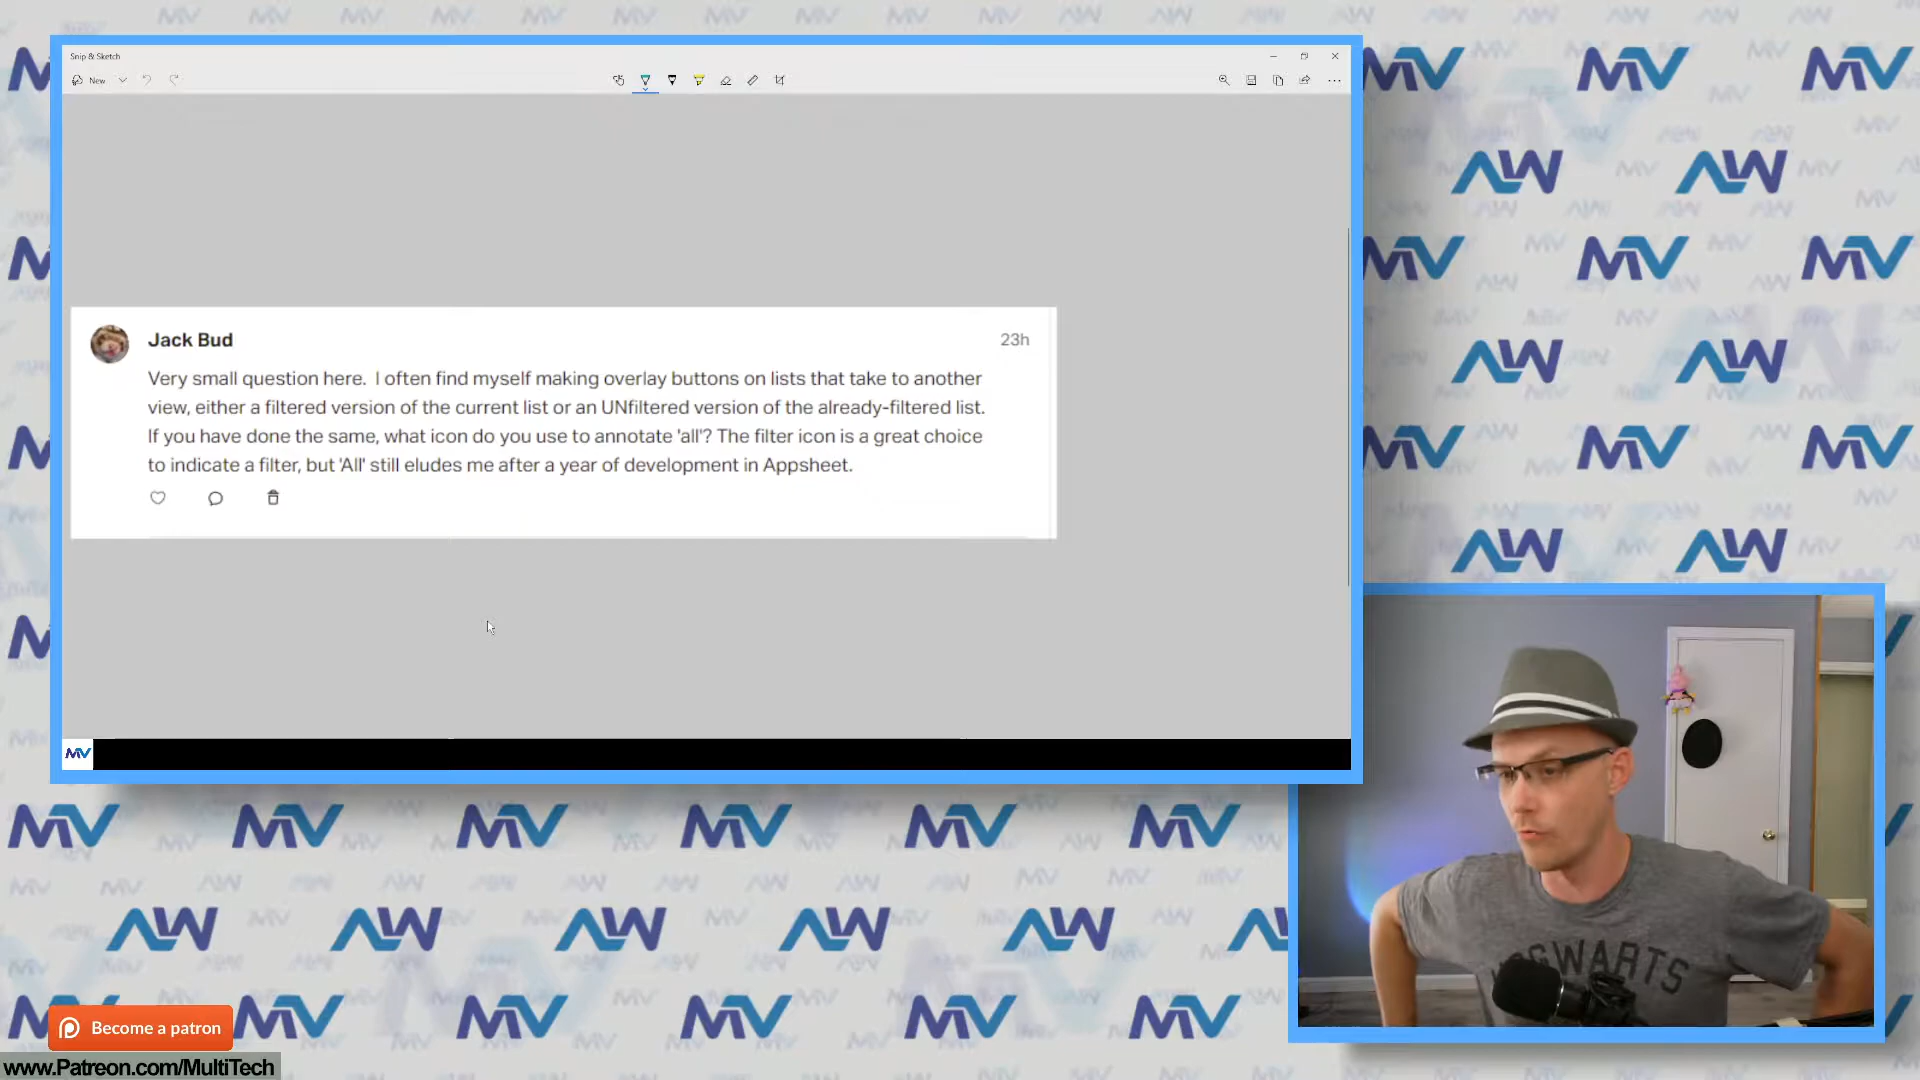 Snip & Sketch
New
Jack Bud
23h
Very small question here.  I often find myself making overlay buttons on lists that take to another
view, either a filtered version of the current list or an UNfiltered version of the already-filtered list.
If you have done the same, what icon do you use to annotate 'all'? The filter icon is a great choice
to indicate a filter, but 'All' still eludes me after a year of development in Appsheet.
HOGWARTS
Become a patron
www.Patreon.com/MultiTech